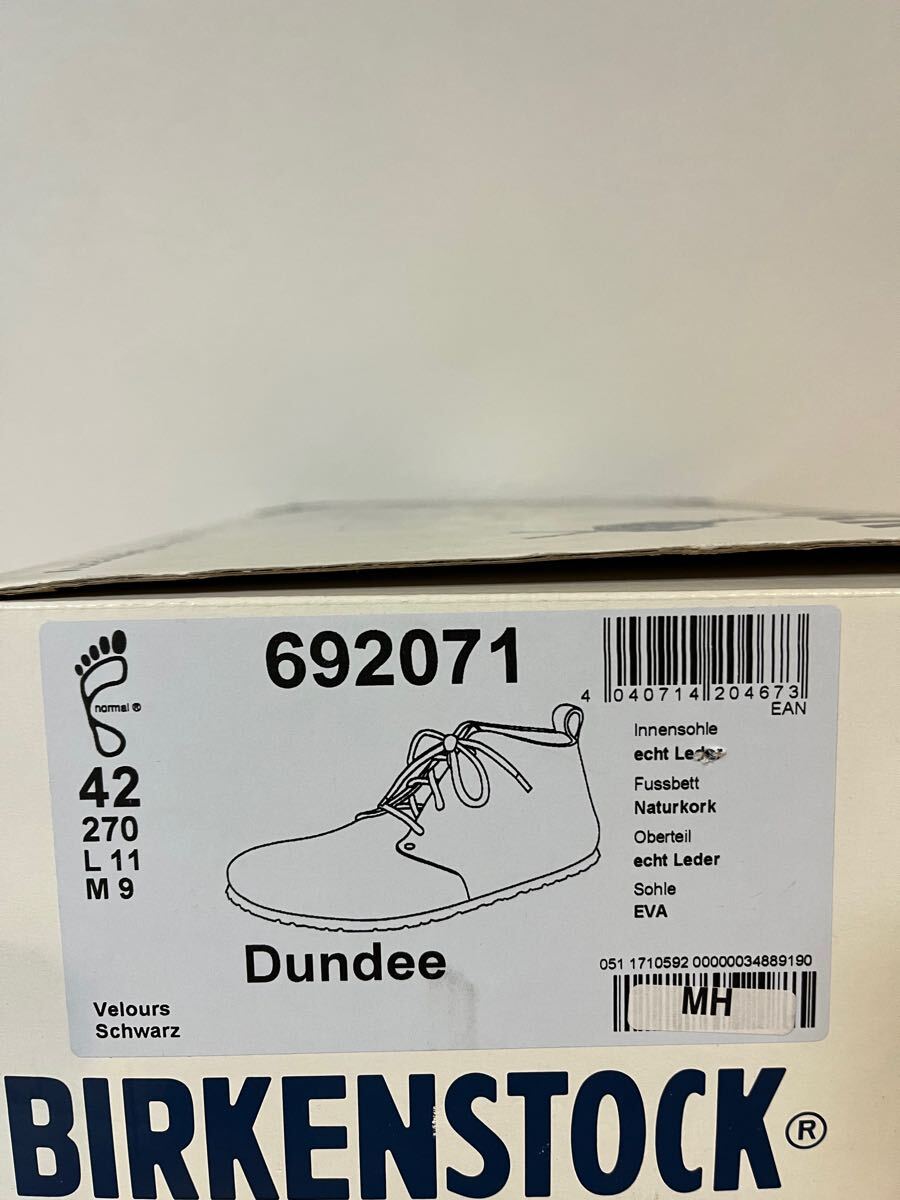 692071
normal ®
42
270
L 11
M 9
4 040714 204673
EAN
Innensohle
echt
Fussbett
Naturkork
Oberteil
echt Leder
Sohle
EVA
Dundee
Velours
Schwarz
051 1710592 00000034889190
MH
BIRKENSTOCK®